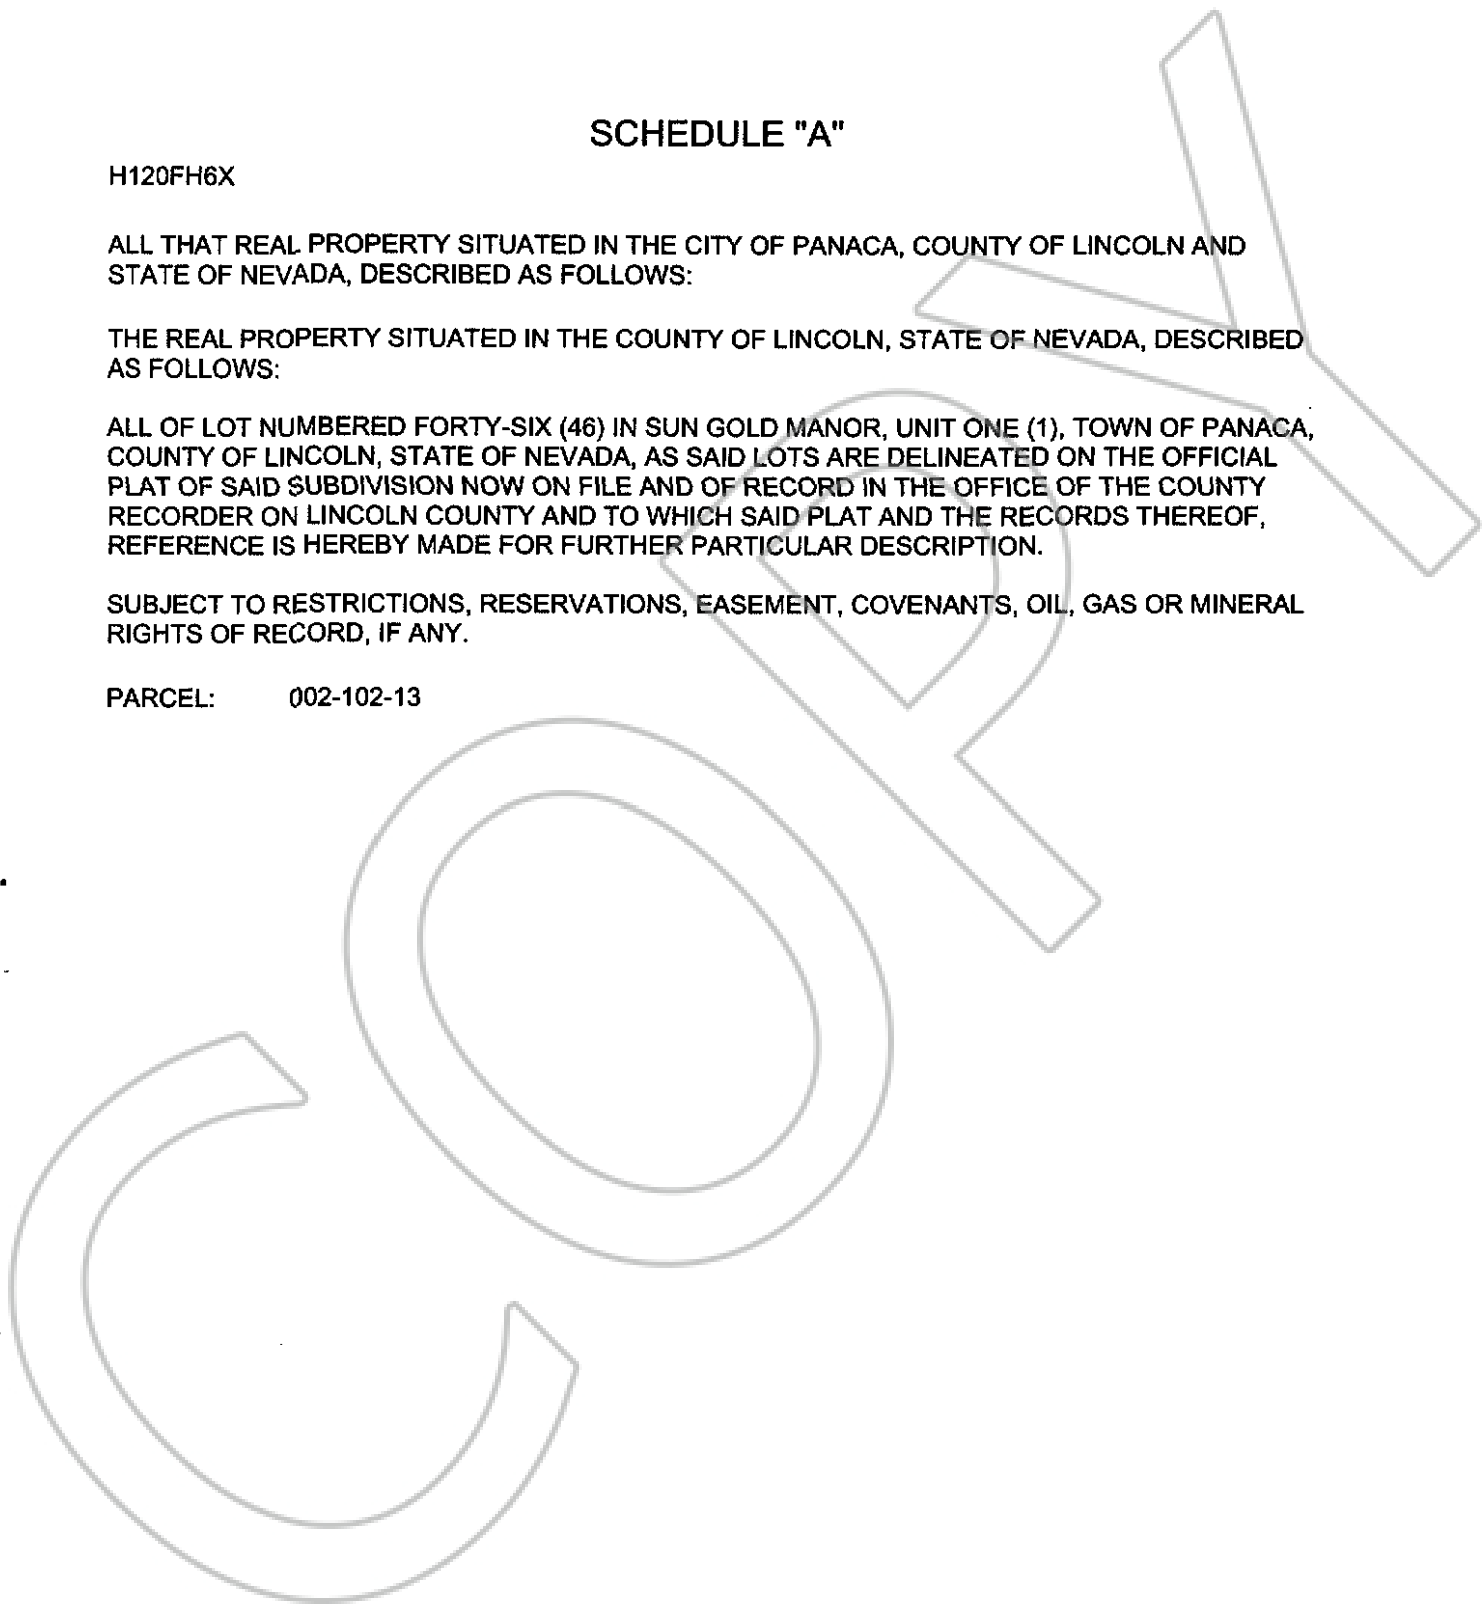 SCHEDULE "A"
H120FH6X
ALL THAT REAL PROPERTY SITUATED IN THE CITY OF PANACA, COUNTY OF LINCOLN AND
STATE OF NEVADA, DESCRIBED AS FOLLOWS:
THE REAL PROPERTY SITUATED IN THE COUNTY OF LINCOLN, STATE OF NEVADA, DESCRIBED
AS FOLLOWS:
ALL OF LOT NUMBERED FORTY-SIX (46) IN SUN GOLD MANOR, UNIT ONE (1), TOWN OF PANACA,
COUNTY OF LINCOLN, STATE OF NEVADA, AS SAID LOTS ARE DELINEATED ON THE OFFICIAL
PLAT OF SAID SUBDIVISION NOW ON FILE AND OF RECORD IN THE OFFICE OF THE COUNTY
RECORDER ON LINCOLN COUNTY AND TO WHICH SAID PLAT AND THE RECORDS THEREOF,
REFERENCE IS HEREBY MADE FOR FURTHER PARTICULAR DESCRIPTION.
SUBJECT TO RESTRICTIONS, RESERVATIONS, EASEMENT, COVENANTS, OIL, GAS OR MINERAL
RIGHTS OF RECORD, IF ANY.
PARCEL: 002-102-13
COPY